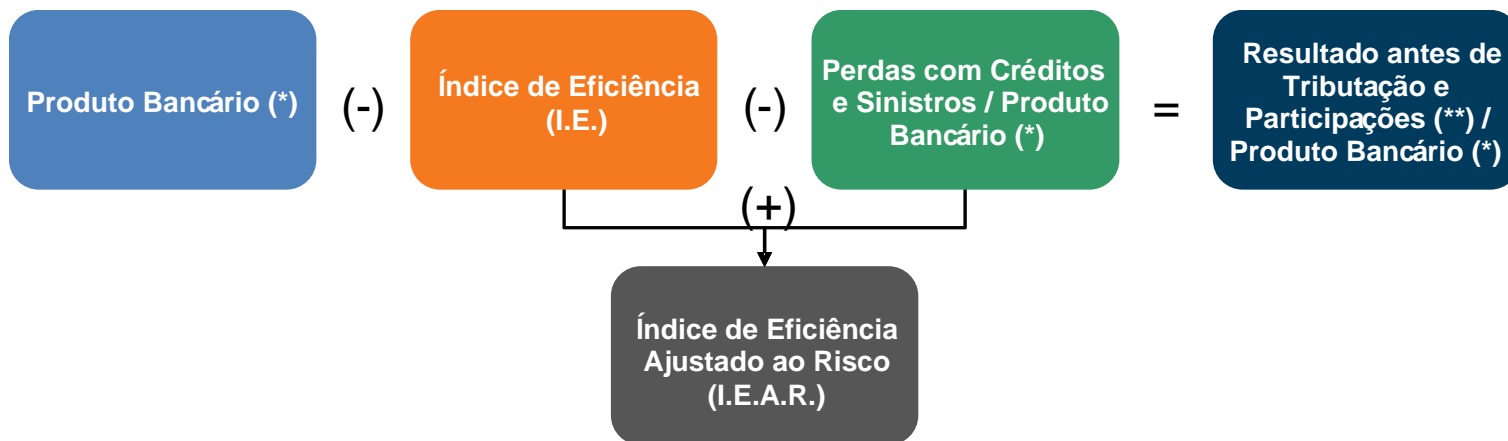 Produto Bancário (*)
(-)
Índice de Eficiência
(I.E.)
(-)
Perdas com Créditos
e Sinistros / Produto
Bancário (*)
=
Resultado antes de
Tributação e
Participações (**) /
Produto Bancário (*)
(+)
Índice de Eficiência
Ajustado ao Risco
(I.E.A.R.)